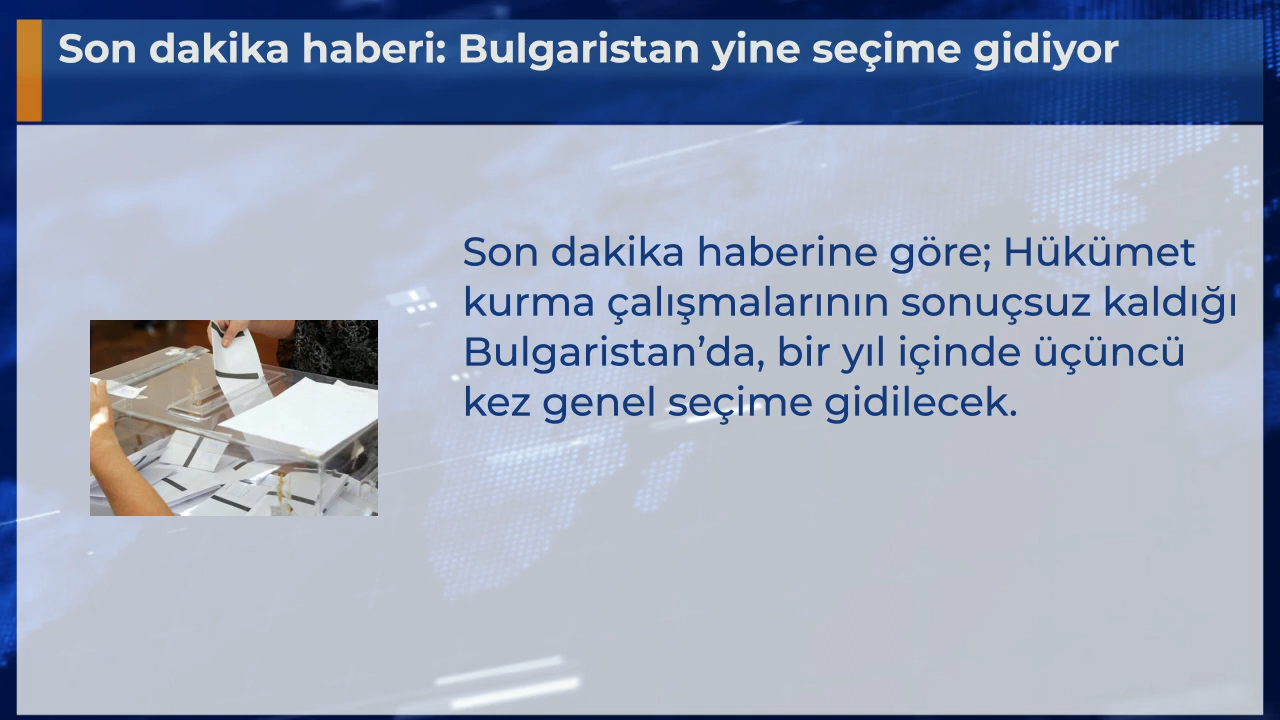 Son dakika haberi: Bulgaristan yine seçime gidiyor
Son dakika haberine göre; Hükümet
kurma çalışmalarının sonuçsuz kaldığı
Bulgaristan’da, bir yıl içinde üçüncü
kez genel seçime gidilecek.